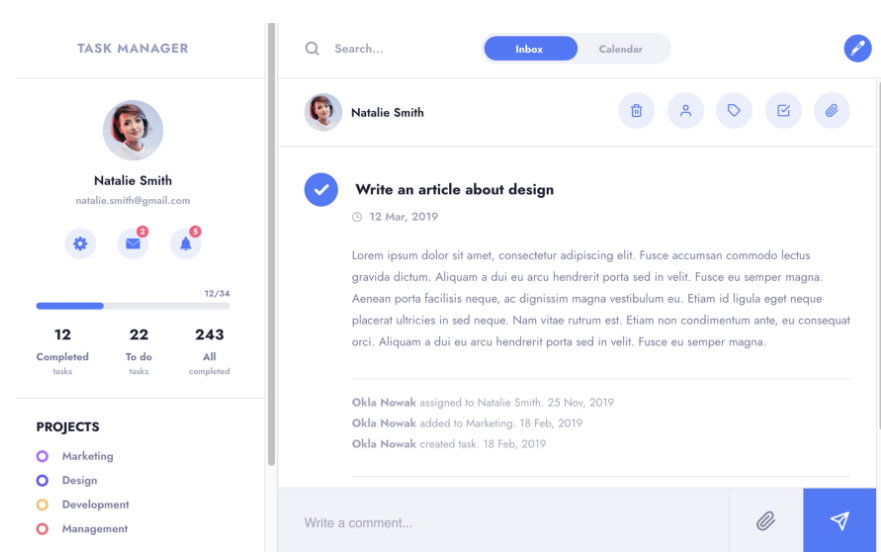 TASK MANAGER
Search...
Inbox
Calendar
Natalie Smith
natalie.smith@gmail.com
2
5
12/34
12
22
243
Completed
To do
All
tasks
tasks
completed
PROJECTS
Marketing
Design
Development
Management
Natalie Smith
Write an article about design
12 Mar, 2019
Lorem ipsum dolor sit amet, consectetur adipiscing elit. Fusce accumsan commodo lectus
gravida dictum. Aliquam a dui eu arcu hendrerit porta sed in velit. Fusce eu semper magna.
Aenean porta facilisis neque, ac dignissim magna vestibulum eu. Etiam id ligula eget neque
placerat ultricies in sed neque. Nam vitae rutrum est. Etiam non condimentum ante, eu consequat
orci. Aliquam a dui eu arcu hendrerit porta sed in velit. Fusce eu semper magna.
Okla Nowak assigned to Natalie Smith. 25 Nov, 2019
Okla Nowak added to Marketing. 18 Feb, 2019
Okla Nowak created task. 18 Feb, 2019
Write a comment...